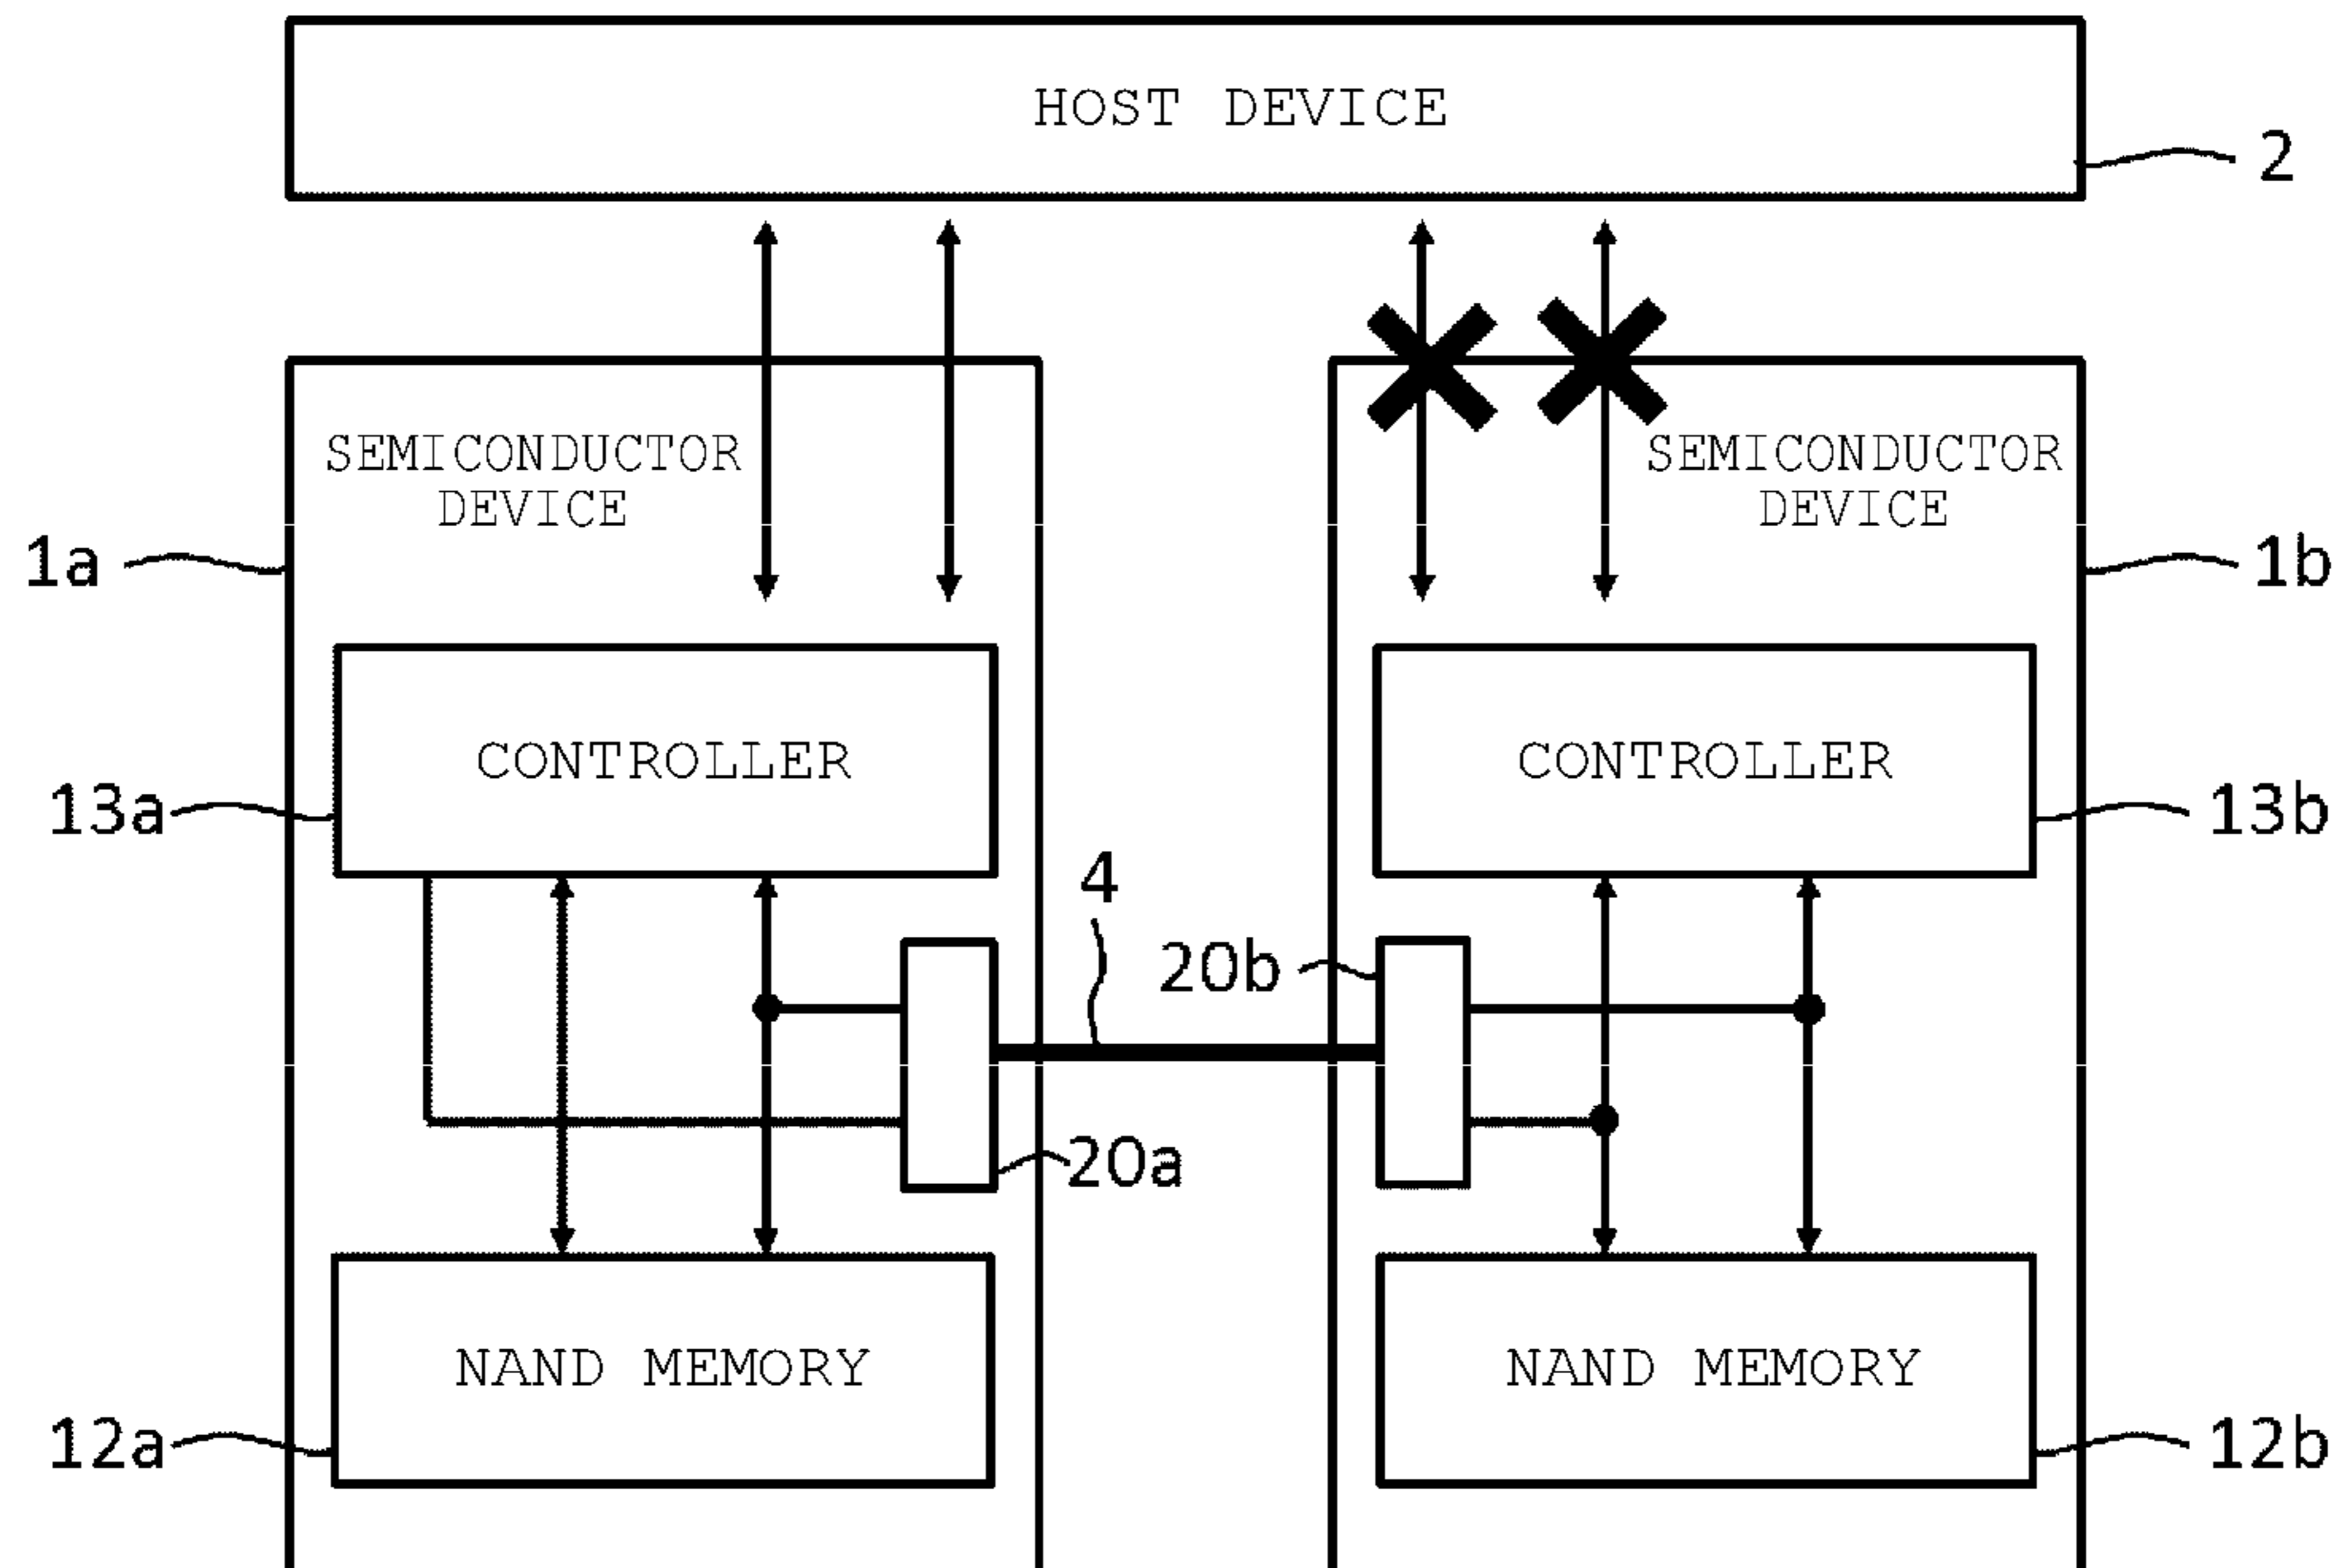 HOST DEVICE
2
SEMICONDUCTOR
DEVICE
SEMICONDUCTOR
DEVICE
1a
1b
CONTROLLER
CONTROLLER
13a
13b
4
20b
20a
NAND MEMORY
NAND MEMORY
12a
12b